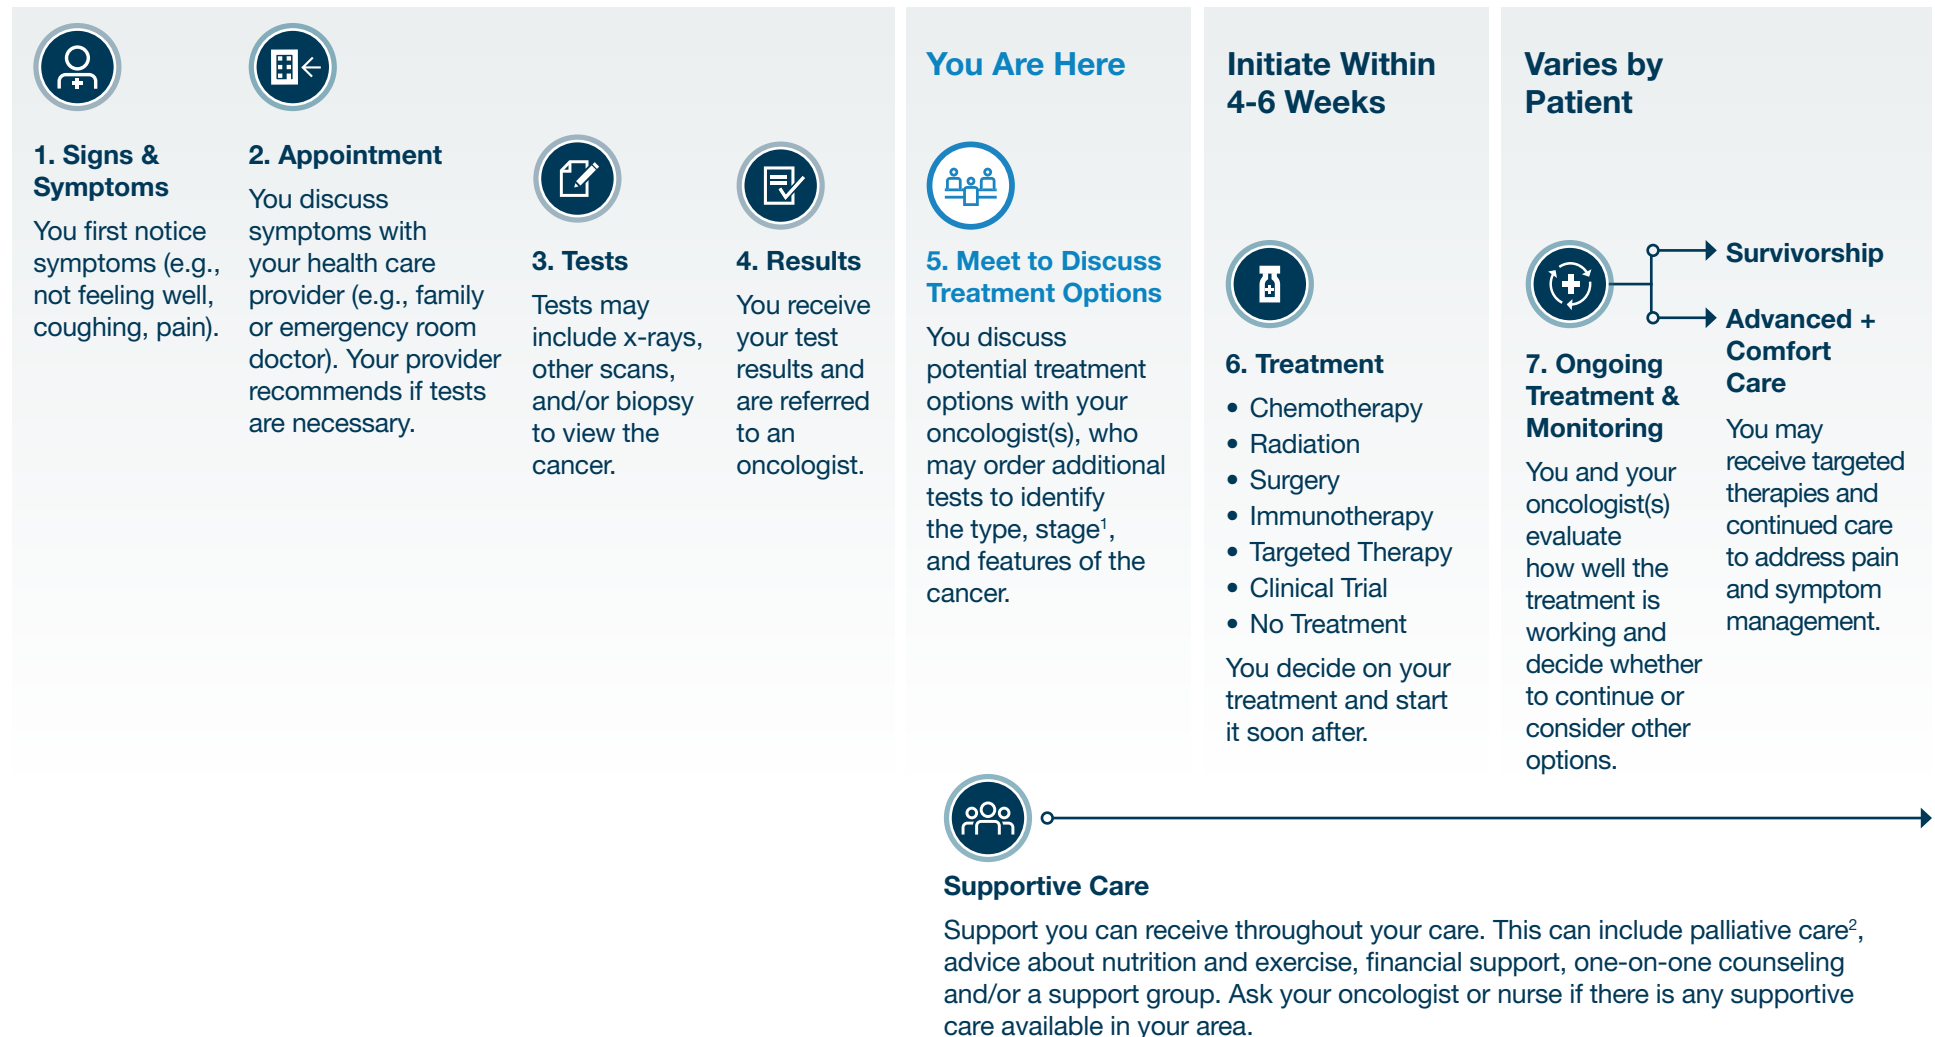 1. Signs &
Symptoms
You first notice
symptoms (e.g.,
not feeling well,
coughing, pain).
2. Appointment
You discuss
symptoms with
your health care
provider (e.g., family
or emergency room
doctor). Your provider
recommends if tests
are necessary.
3. Tests
Tests may
include x-rays,
other scans,
and/or biopsy
to view the
cancer.
4. Results
You receive
your test
results and
are referred
to an
oncologist.
You Are Here
5. Meet to Discuss
Treatment Options
You discuss
potential treatment
options with your
oncologist(s), who
may order additional
tests to identify
the type, stage¹,
and features of the
cancer.
Initiate Within
4-6 Weeks
6. Treatment
• Chemotherapy
• Radiation
• Surgery
• Immunotherapy
• Targeted Therapy
• Clinical Trial
• No Treatment
You decide on your
treatment and start
it soon after.
Varies by
Patient
7. Ongoing
Treatment &
Monitoring
You and your
oncologist(s)
evaluate
how well the
treatment is
working and
decide whether
to continue or
consider other
options.
Survivorship
Advanced +
Comfort
Care
You may
receive targeted
therapies and
continued care
to address pain
and symptom
management.
Supportive Care
Support you can receive throughout your care. This can include palliative care²,
advice about nutrition and exercise, financial support, one-on-one counseling
and/or a support group. Ask your oncologist or nurse if there is any supportive
care available in your area.